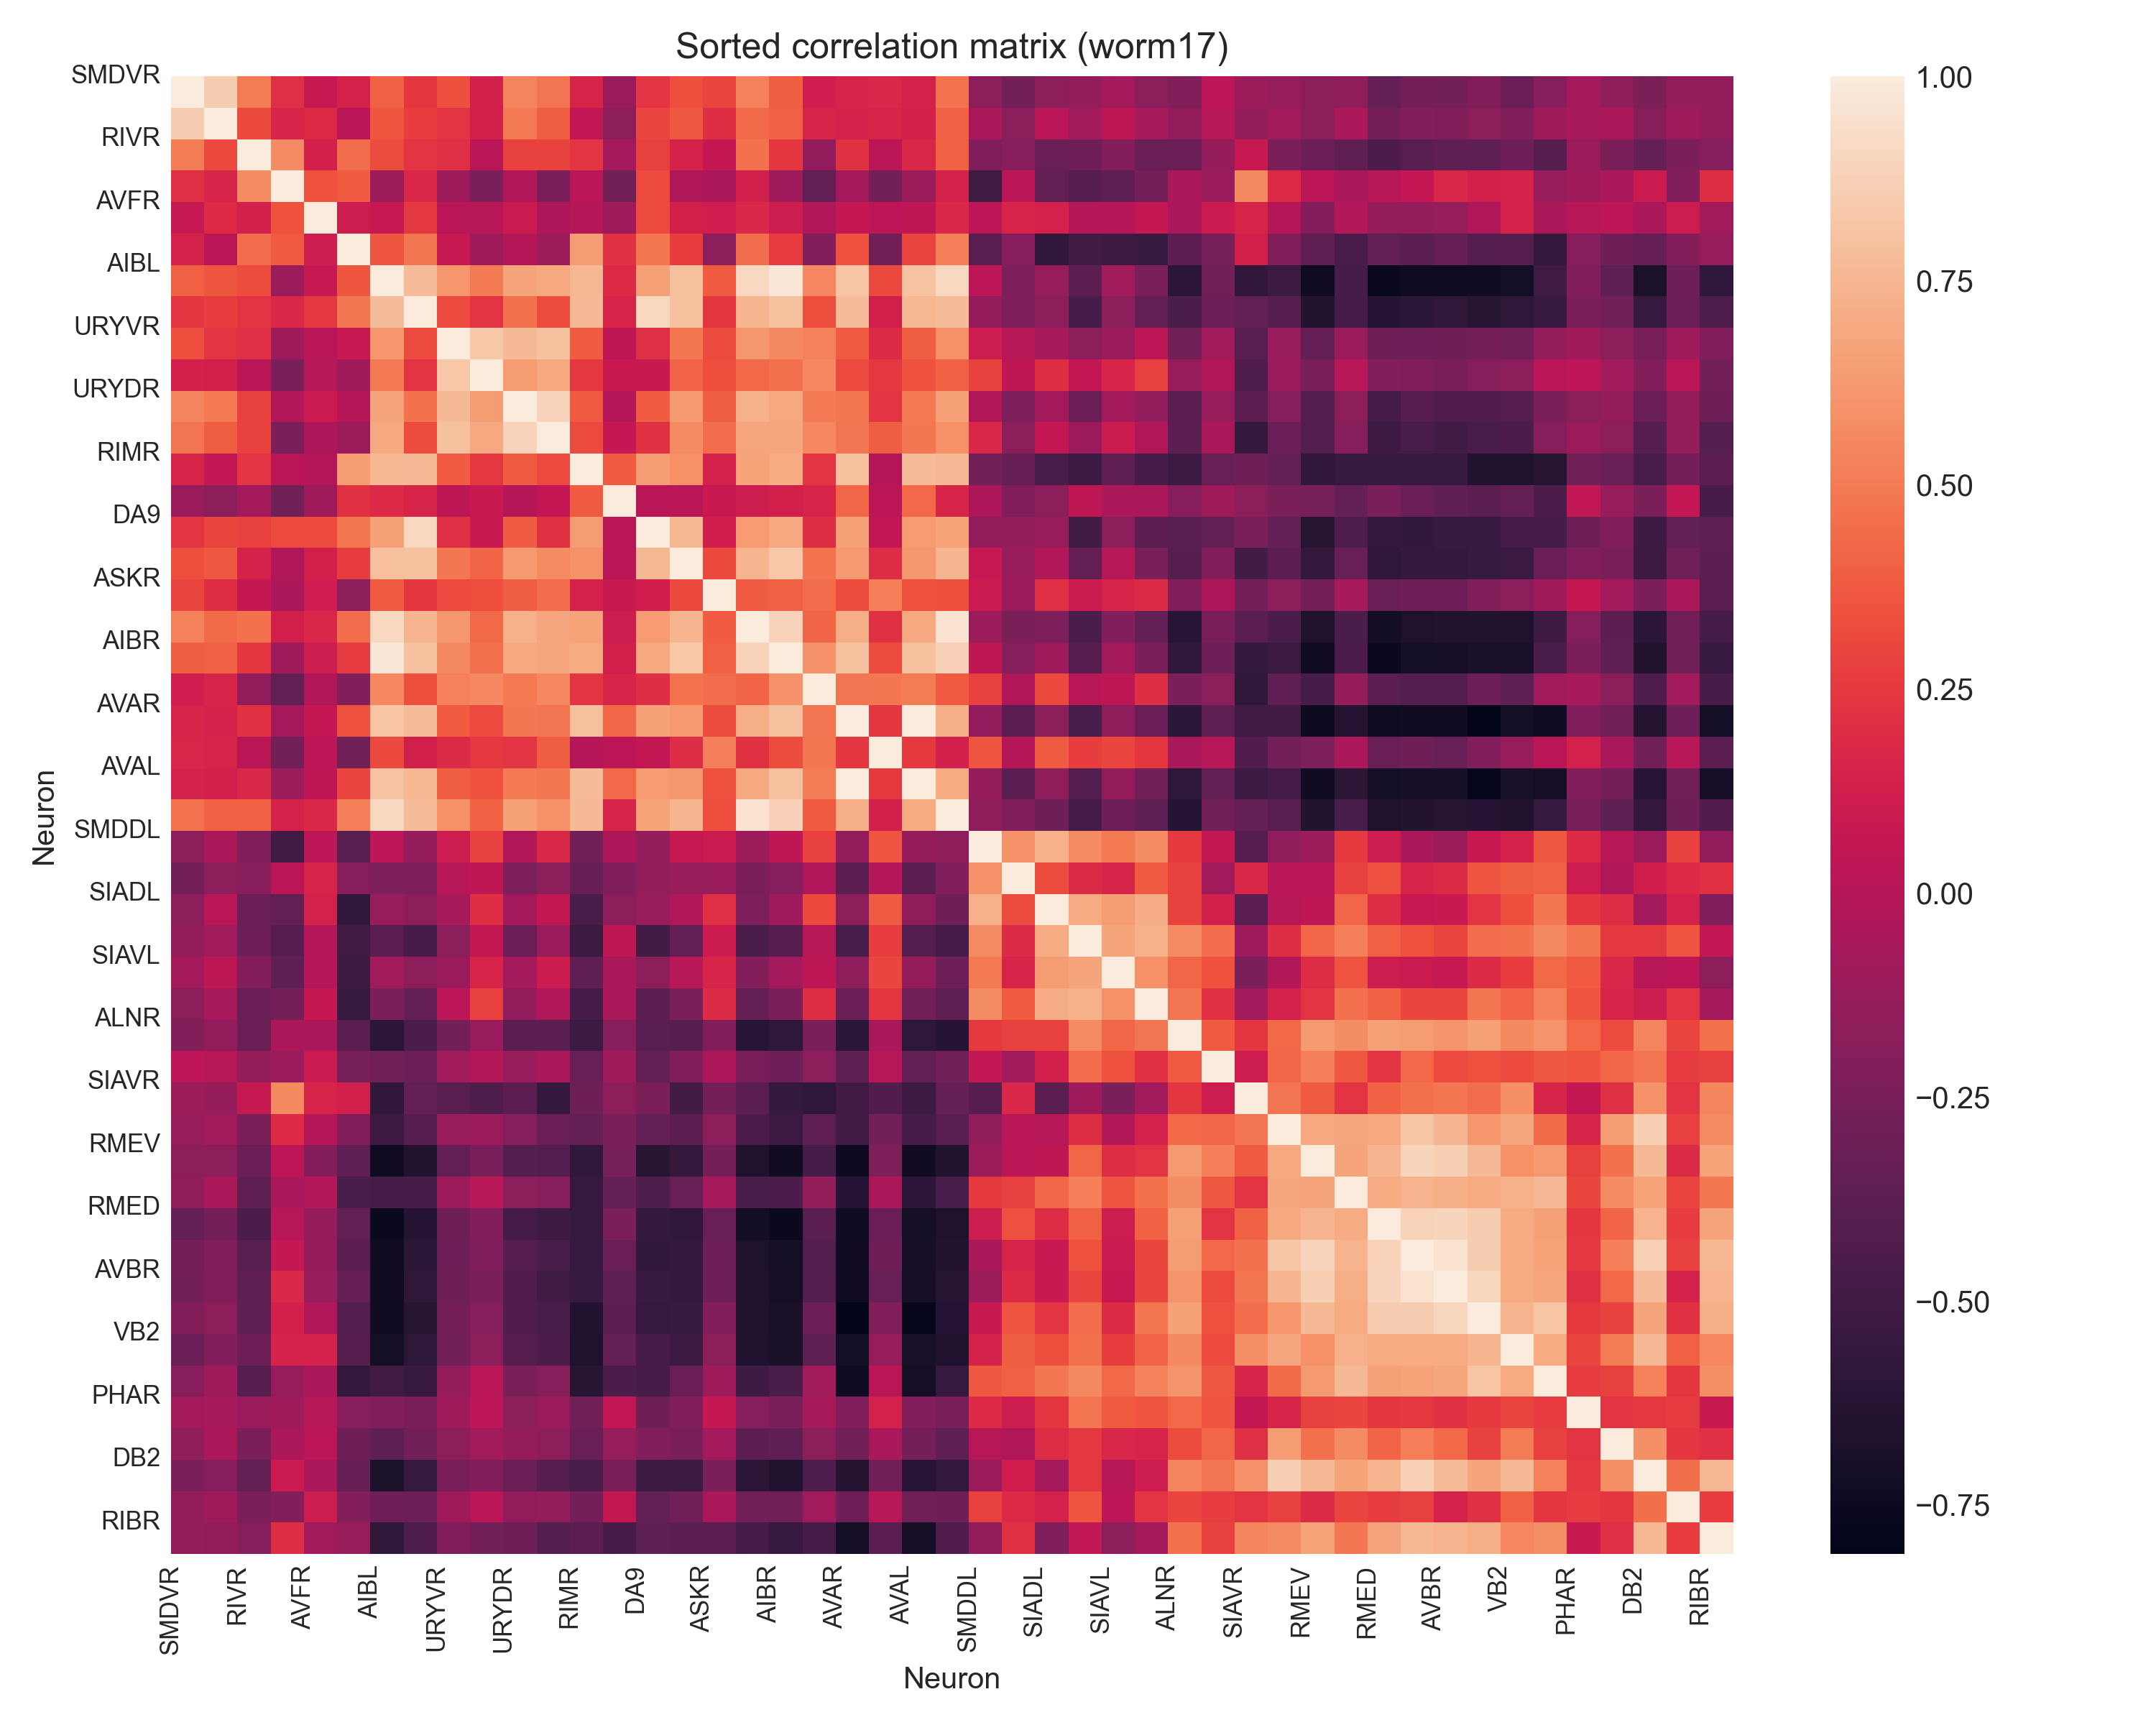 Sorted correlation matrix (worm17)
SMDVR
RIVR
AVFR
AIBL
URYVR
URYDR
RIMR
DA9
ASKR
AIBR
AVAR
AVAL
SMDDL
SIADL
SIAVL
ALNR
SIAVR
RMEV
RMED
AVBR
VB2
PHAR
DB2
RIBR
Neuron
SMDVR
RIVR
AVFR
AIBL
URYVR
URYDR
RIMR
DA9
ASKR
AIBR
AVAR
AVAL
SMDDL
SIADL
SIAVL
ALNR
SIAVR
RMEV
RMED
AVBR
VB2
PHAR
DB2
RIBR
Neuron
1.00
0.75
0.50
0.25
0.00
−0.25
−0.50
−0.75